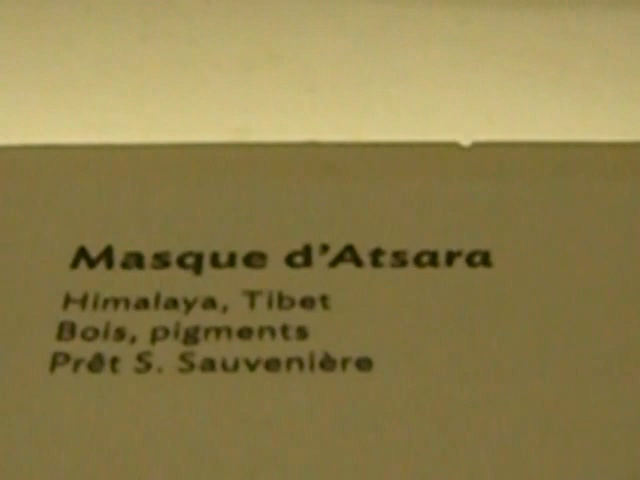 Masque d'Atsara
Himalaya, Tibet
Bois, pigments
Prêt S. Sauvenière